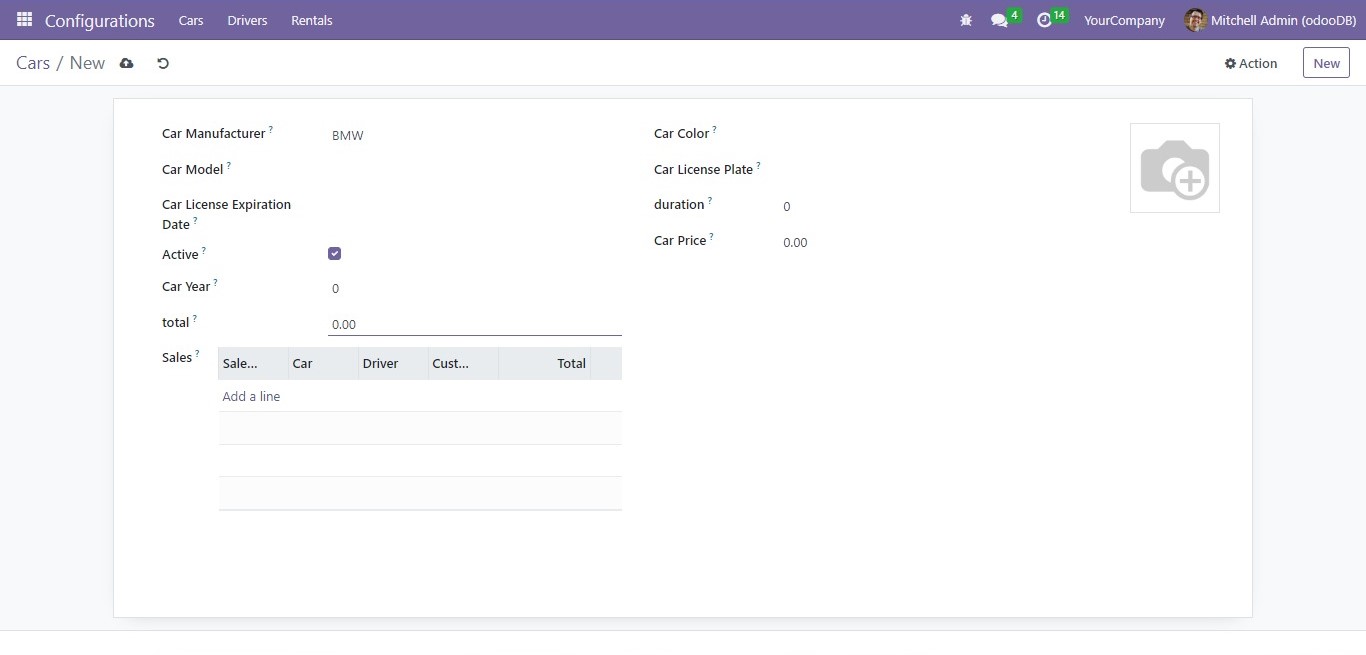 Configurations Cars Drivers Rentals 4 14 YourCompany Mitchell Admin (odooDB)
Cars / New Action New
Car Manufacturer ? BMW
Car Model ?
Car License Expiration
Date ?
Active ?
Car Year ? 0
total ? 0.00
Sales ? Sale... Car Driver Cust... Total
Add a line
Car Color ?
Car License Plate ?
duration ? 0
Car Price ? 0.00